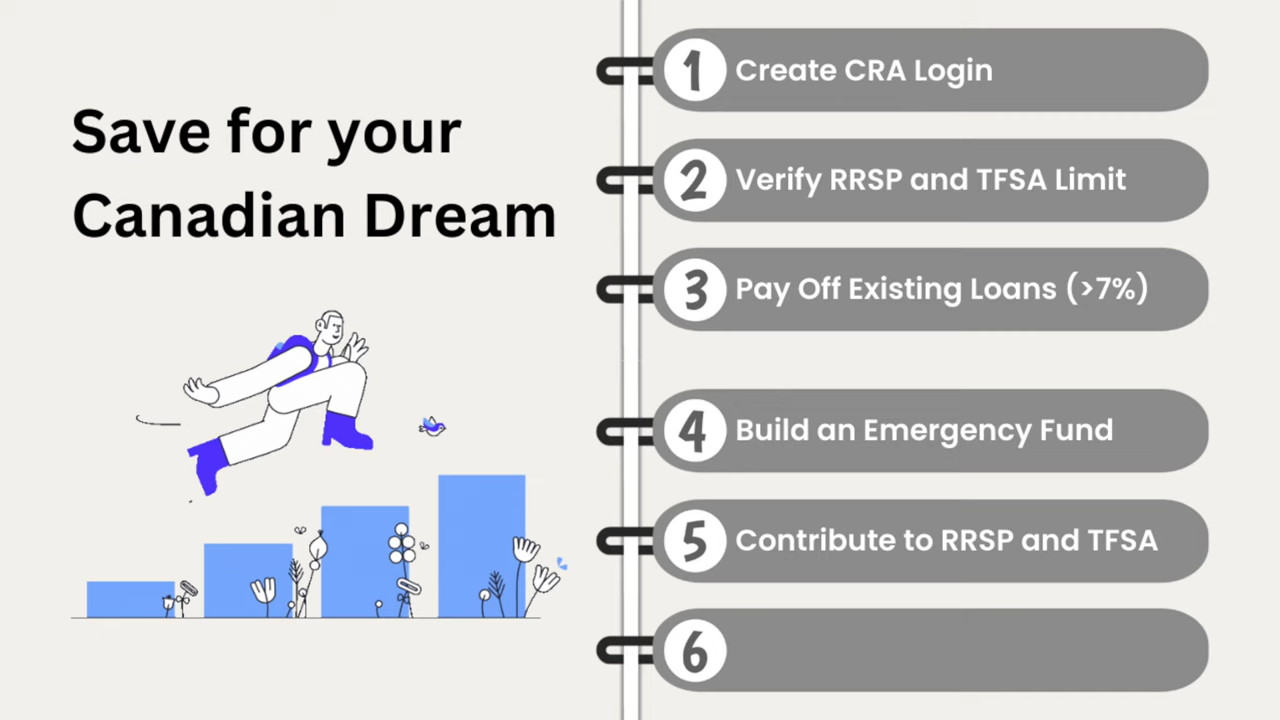 Save for your
Canadian Dream
1 Create CRA Login
2 Verify RRSP and TFSA Limit
3 Pay Off Existing Loans (>7%)
4 Build an Emergency Fund
5 Contribute to RRSP and TFSA
6